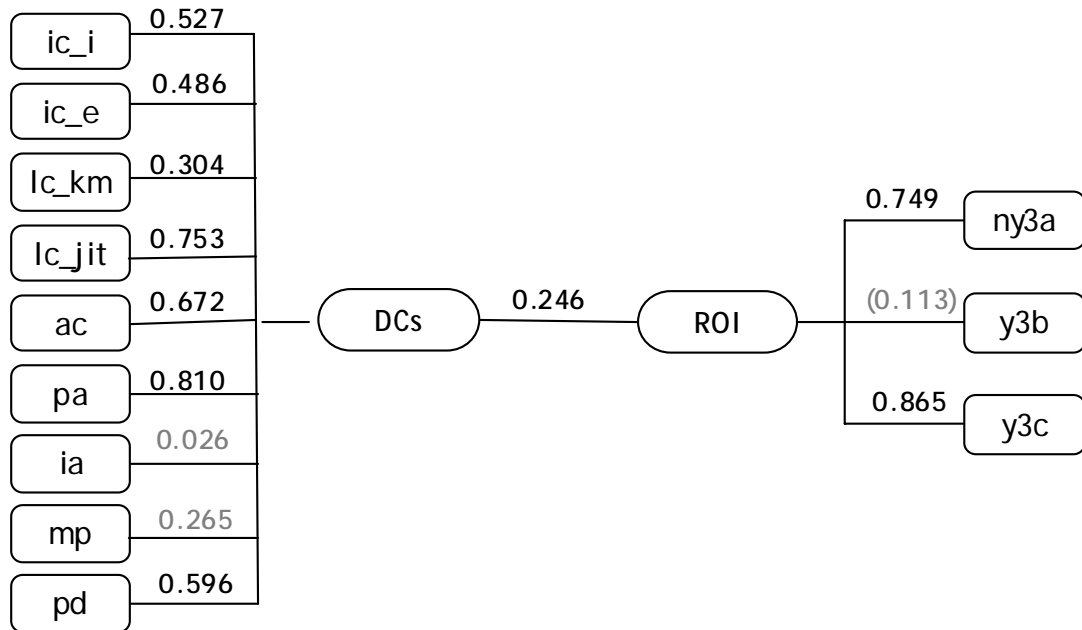 ic_i 0.527
ic_e 0.486
lc_km 0.304
lc_jit 0.753
ac 0.672
pa 0.810
ia 0.026
mp 0.265
pd 0.596
DCs 0.246 ROI
0.749 ny3a
(0.113) y3b
0.865 y3c